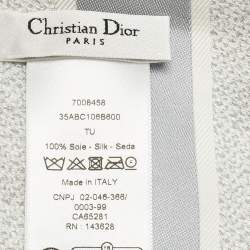 Christian Dior
PARIS
7008458
35ABC106B600
TU
100% Soie - Silk - Seda
Made in ITALY
CNPJ 02-046-366/
0003-99
CA65281
RN : 143628